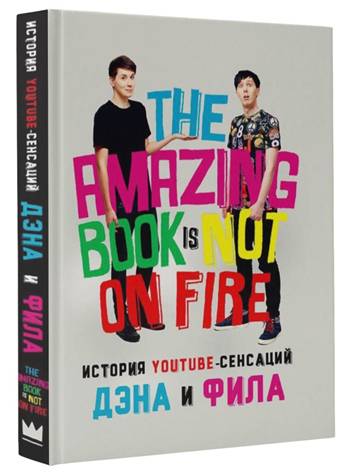 ИСТОРИЯ YOUTUBE-СЕНСАЦИЙ
ДЭНА И ФИЛА
THE
AMAZING
BOOK IS NOT
ON FIRE
THE
AMAZING
BOOK IS NOT
ON FIRE
ИСТОРИЯ YOUTUBE-СЕНСАЦИЙ
ДЭНА И ФИЛА